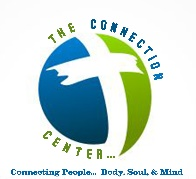 THE CONNECTION
CENTER...
Connecting People... Body, Soul, & Mind